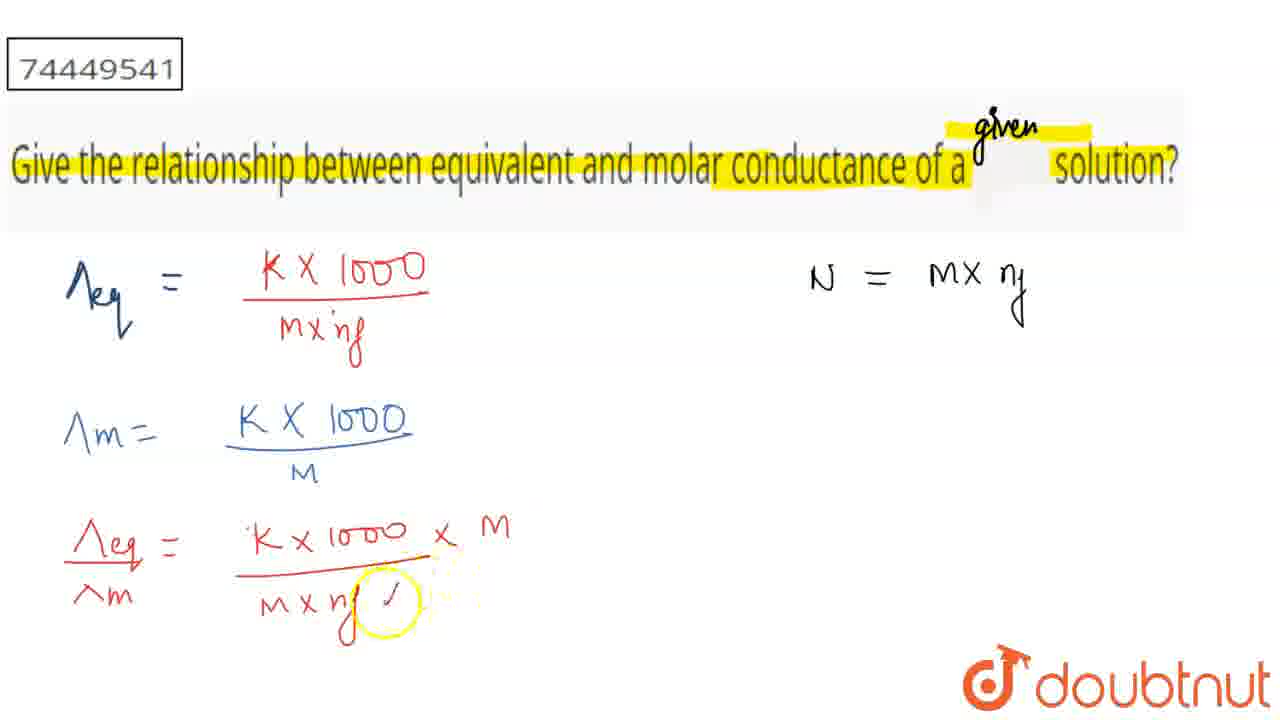 74449541
given
Give the relationship between equivalent and molar conductance of a solution?
Λeq = K X 1000
M X nf
N = M X nf
Λm = K X 1000
M
Λeq = K X 1000 X M
Λm M X nf
doubtnut